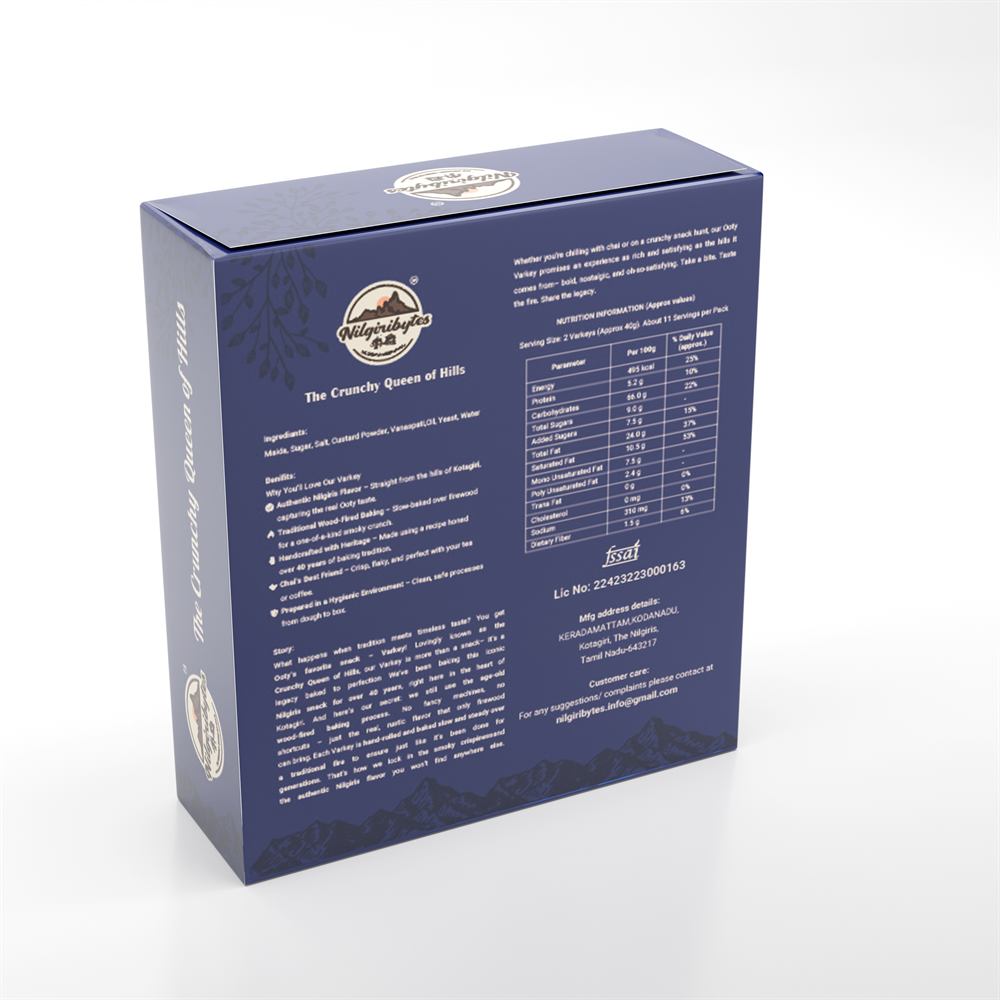 Nilgiribytes
The Crunchy Queen of Hills
Nilgiribytes
Nilgiribytes
The Crunchy Queen of Hills
Ingrediants:
Maida, Sugar, Salt, Custard Powder, Vanaspati,Oil, Yeast, Water
Benifits:
Why You'll Love Our Varkey
Authentic Nilgiris Flavor – Straight from the hills of Kotagiri,
capturing the real Ooty taste.
Traditional Wood-Fired Baking – Slow-baked over firewood
for a one-of-a-kind smoky crunch.
Handcrafted with Heritage – Made using a recipe honed
over 40 years of baking tradition.
Chai's Best Friend – Crisp, flaky, and perfect with your tea
or coffee.
Prepared in a Hygienic Environment – Clean, safe processes
from dough to box.
Story:
What happens when tradition meets timeless taste? You get
Ooty's favorite snack – Varkey! Lovingly known as the
Crunchy Queen of Hills, our Varkey is more than a snack– it's a
legacy baked to perfection We've been baking this iconic
Nilgiris snack for over 40 years, right here in the heart of
Kotagiri. And here's our secret: we still use the age-old
wood-fired baking process. No fancy machines, no
shortcuts – just the real, rustic flavor that only firewood
can bring. Each Varkey is hand-rolled and baked slow and steady over
a traditional fire to ensure just like it's been done for
generations. That's how we lock in the smoky crispinemand
the authentic Nilgiris flavor you won't find anywhere else.
Whether you're chilling with chai or on a crunchy snack hunt, our Ooty
Varkey promises an experience as rich and satisfying as the hills it
comes from– bold, nostalgic, and oh-so-satisfying. Take a bite. Taste
the fire. Share the legacy.
NUTRITION INFORMATION (Approx values)
Serving Size: 2 Varkeys (Approx 40g). About 11 Servings per Pack
Parameter Per 100g % Daily Value (approx.)
Energy 495 kcal 25%
Protein 5.2 g 10%
Carbohydrates 66.0 g 22%
Total Sugars 9.0 g -
Added Sugars 7.5 g 15%
Total Fat 24.0 g 37%
Saturated Fat 10.5 g 53%
Mono Unsaturated Fat 7.5 g -
Poly Unsaturated Fat 2.4 g -
Trans Fat 0 g 0%
Cholesterol 0 mg 0%
Sodium 310 mg 13%
Dietary Fiber 1.5 g 6%
fssai
Lic No: 22423223000163
Mfg address details:
KERADAMATTAM,KODANADU,
Kotagiri, The Nilgiris,
Tamil Nadu-643217
Customer care:
For any suggestions/ complaints please contact at
nilgiribytes.info@gmail.com